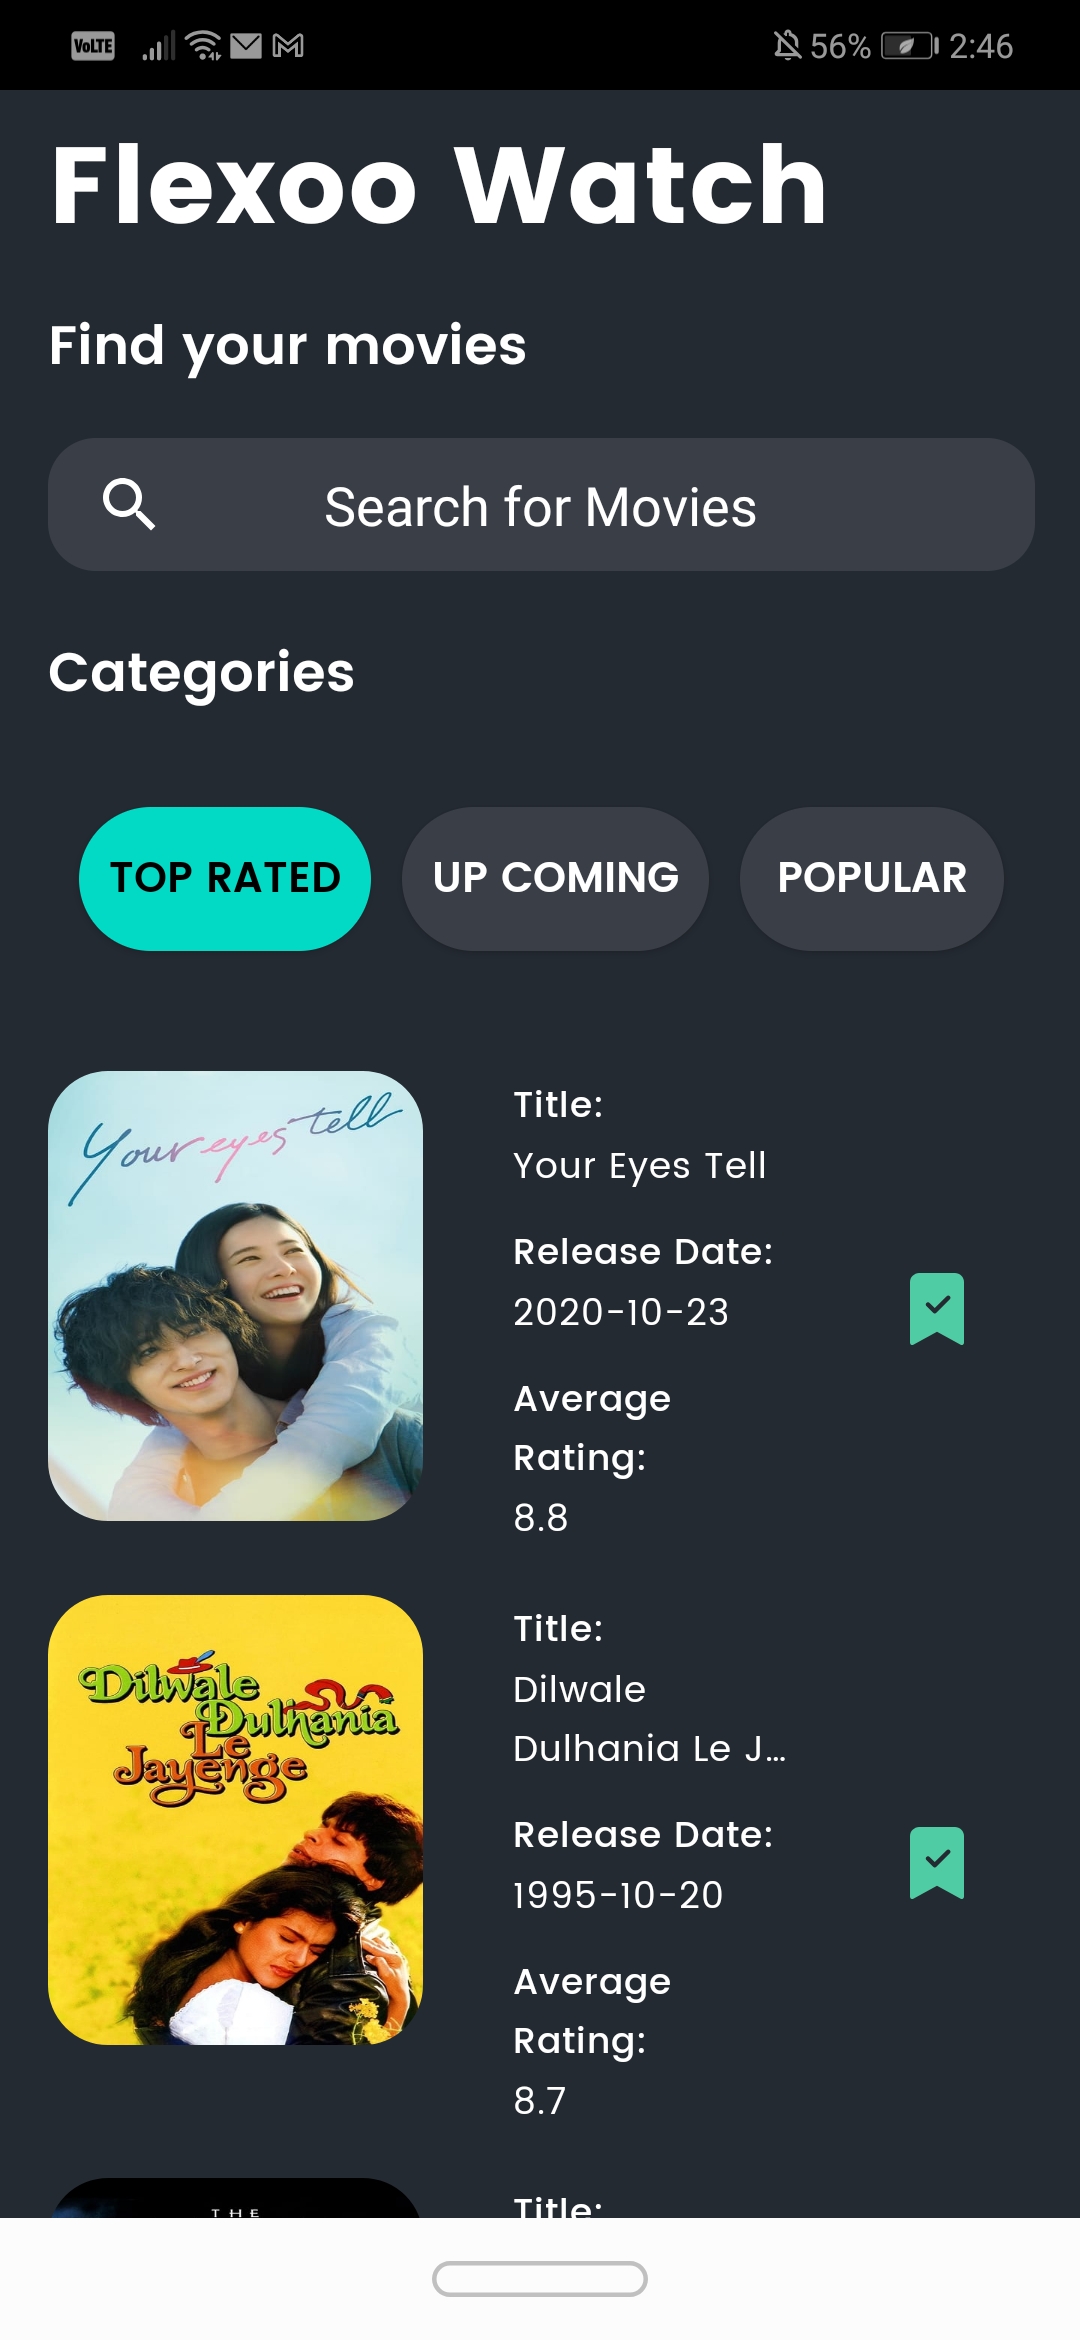 VoLTE 56% 2:46
Flexoo Watch
Find your movies
Search for Movies
Categories
TOP RATED UP COMING POPULAR
Your eyes tell
Title:
Your Eyes Tell
Release Date:
2020-10-23
Average
Rating:
8.8
Dilwale
Dulhania
Le
Jayenge
Title:
Dilwale
Dulhania Le J...
Release Date:
1995-10-20
Average
Rating:
8.7
THE
Title: